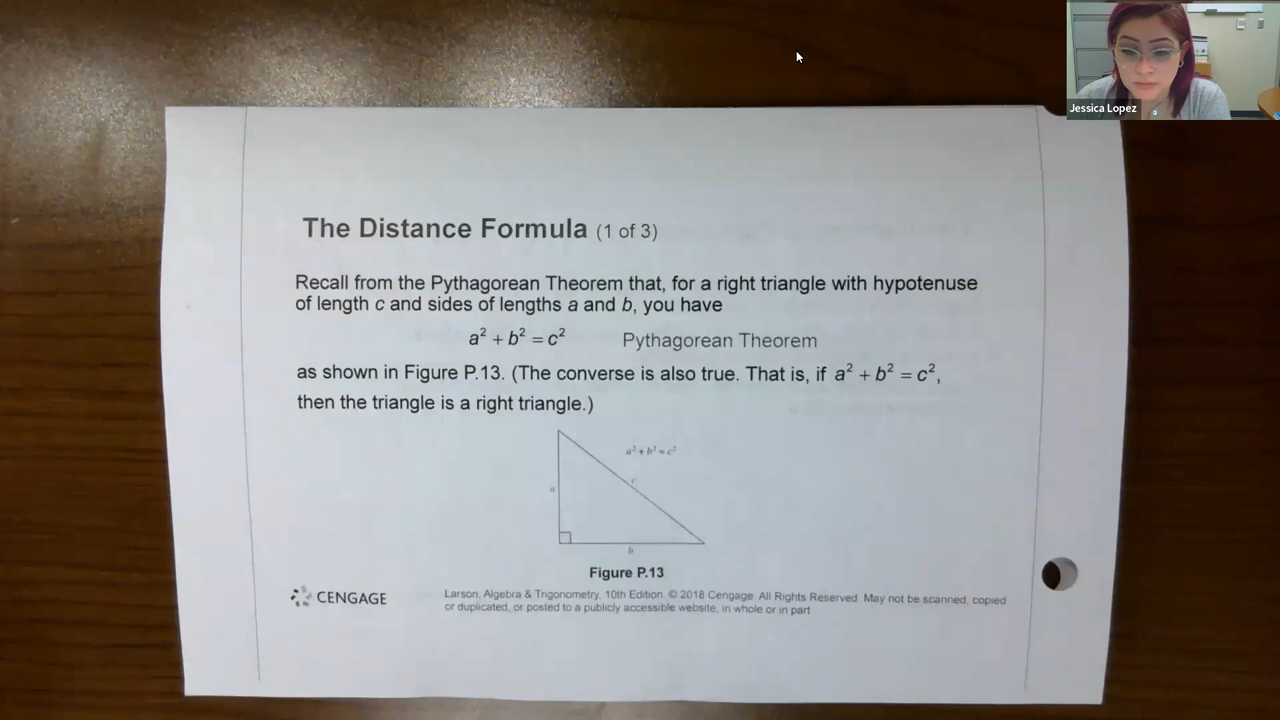 Jessica Lopez
The Distance Formula (1 of 3)
Recall from the Pythagorean Theorem that, for a right triangle with hypotenuse
of length c and sides of lengths a and b, you have
a² + b² = c² Pythagorean Theorem
as shown in Figure P.13. (The converse is also true. That is, if a² + b² = c²,
then the triangle is a right triangle.)
a² + b² = c²
c
a
b
Figure P.13
CENGAGE
Larson, Algebra & Trigonometry, 10th Edition. © 2018 Cengage. All Rights Reserved. May not be scanned, copied
or duplicated, or posted to a publicly accessible website, in whole or in part